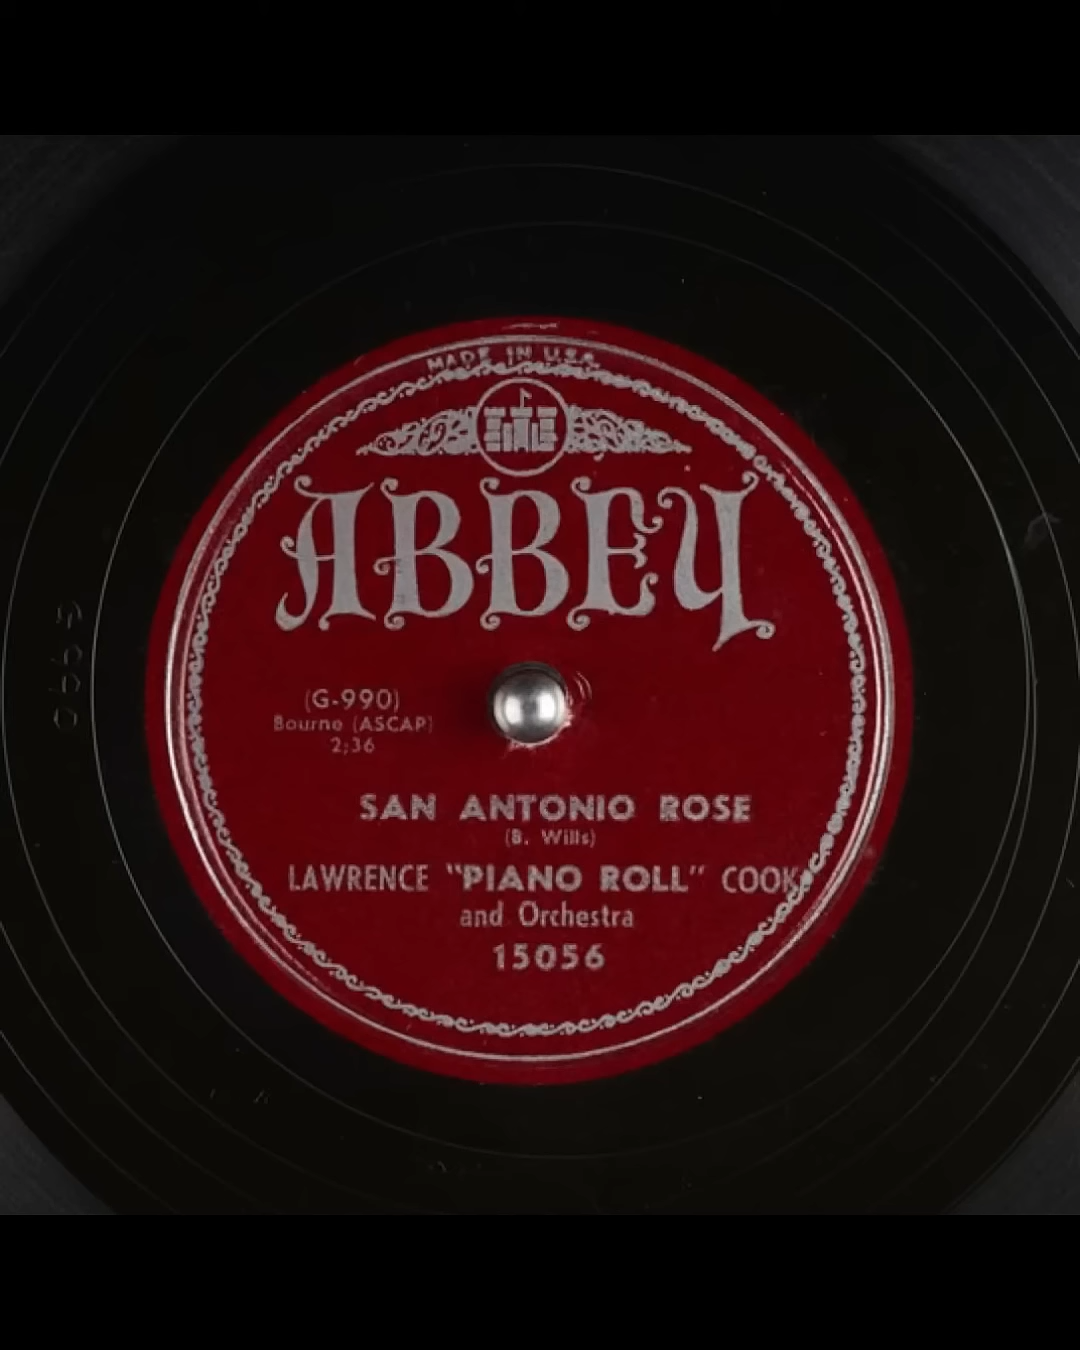 MADE IN U.S.A.
ABBEY
(G-990)
Bourne (ASCAP)
2;36
SAN ANTONIO ROSE
(B. Wills)
LAWRENCE "PIANO ROLL" COOK
and Orchestra
15056